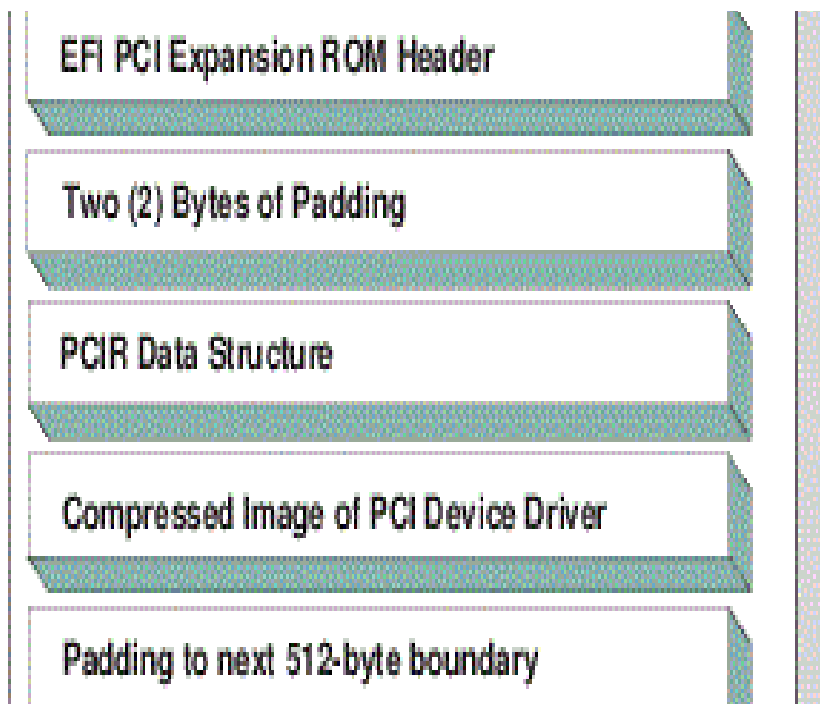 EFI PCI Expansion ROM Header
Two (2) Bytes of Padding
PCIR Data Structure
Compressed Image of PCI Device Driver
Padding to next 512-byte boundary